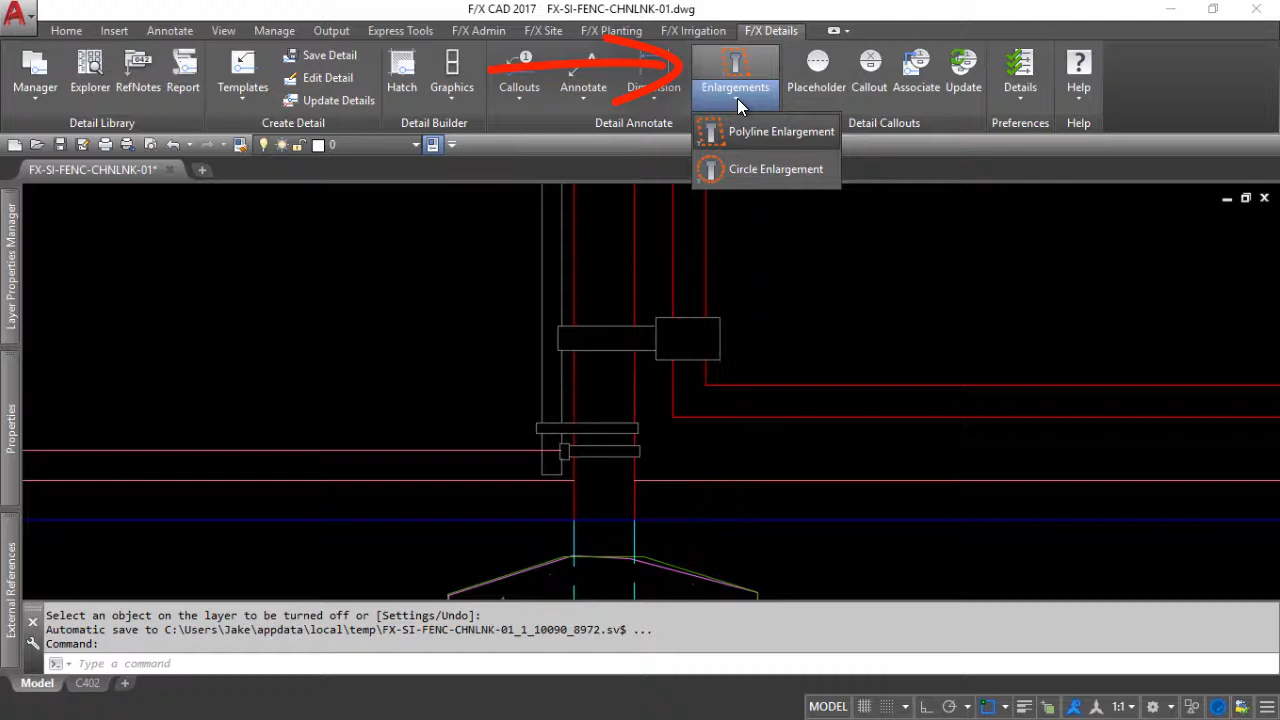 F/X CAD 2017 FX-SI-FENC-CHNLNK-01.dwg
Home Insert Annotate View Manage Output Express Tools F/X Admin F/X Site F/X Planting F/X Irrigation F/X Details
Manager Explorer RefNotes Report Templates Save Detail Edit Detail Update Details Hatch Graphics Callouts Annotate Dimension Enlargements Placeholder Callout Associate Update Details Help
Detail Library Create Detail Detail Builder Detail Annotate Detail Callouts Preferences Help
Polyline Enlargement
Circle Enlargement
0
FX-SI-FENC-CHNLNK-01*
Layer Properties Manager
Properties
External References
Select an object on the layer to be turned off or [Settings/Undo]:
Automatic save to C:\Users\Jake\appdata\local\temp\FX-SI-FENC-CHNLNK-01_1_10090_8972.sv$ ...
Command:
Type a command
Model C402
MODEL 1:1